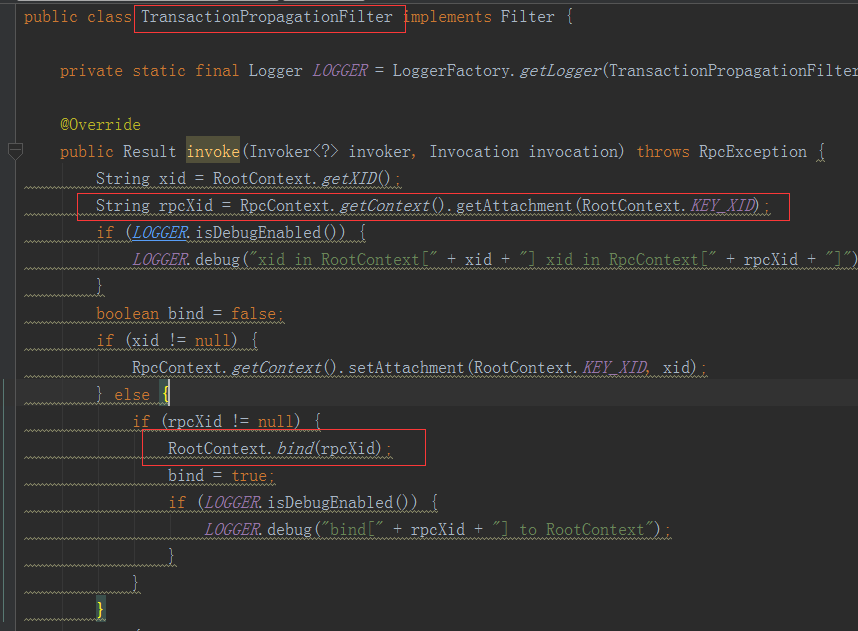 public class TransactionPropagationFilter implements Filter {
private static final Logger LOGGER = LoggerFactory.getLogger(TransactionPropagationFilter
@Override
public Result invoke(Invoker<?> invoker, Invocation invocation) throws RpcException {
String xid = RootContext.getXID();
String rpcXid = RpcContext.getContext().getAttachment(RootContext.KEY_XID);
if (LOGGER.isDebugEnabled()) {
LOGGER.debug("xid in RootContext[" + xid + "] xid in RpcContext[" + rpcXid + "]")
}
boolean bind = false;
if (xid != null) {
RpcContext.getContext().setAttachment(RootContext.KEY_XID, xid);
} else {
if (rpcXid != null) {
RootContext.bind(rpcXid);
bind = true;
if (LOGGER.isDebugEnabled()) {
LOGGER.debug("bind[" + rpcXid + "] to RootContext");
}
}
}